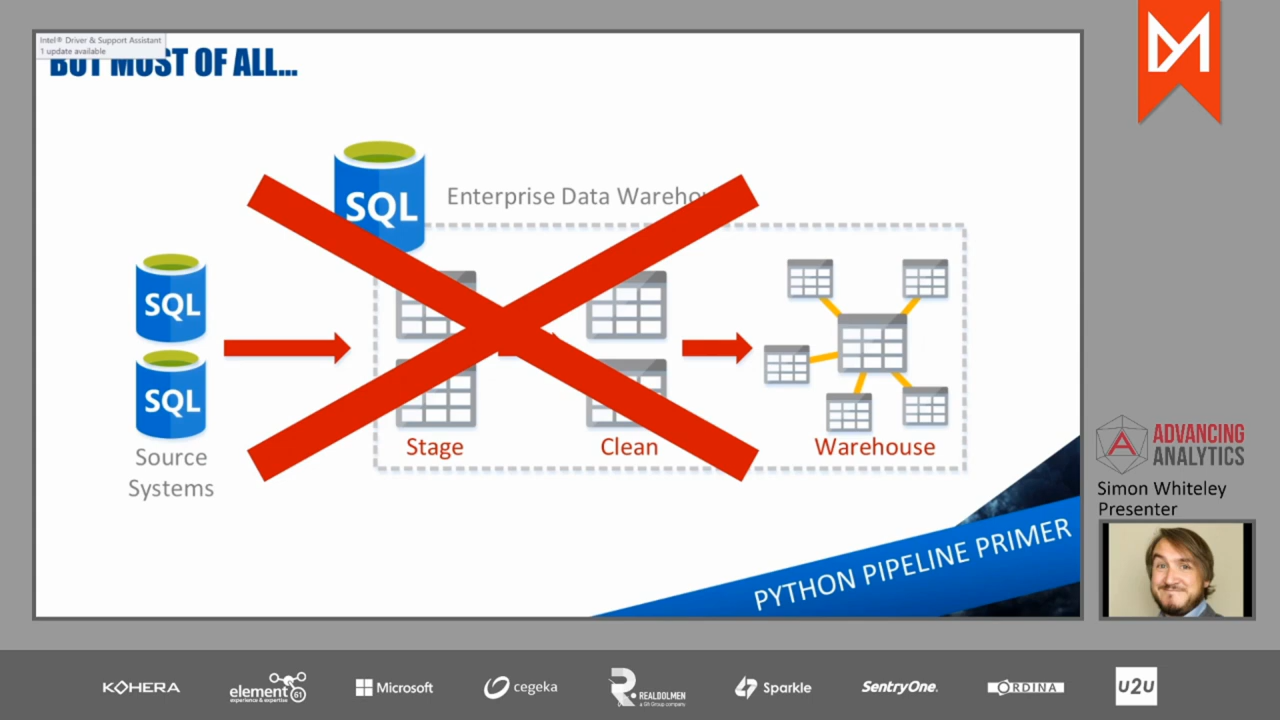 Intel® Driver & Support Assistant
1 update available
BUT MOST OF ALL...
SQL
Enterprise Data
SQL
SQL
Source
Systems
Stage
Clean
Warehouse
PYTHON PIPELINE PRIMER
ADVANCING
ANALYTICS
Simon Whiteley
Presenter
KOHERA
element61
experience & expertise
Microsoft
cegeka
REALDOLMEN
a Gfi Group company
Sparkle
SentryOne.
ORDINA
U2U